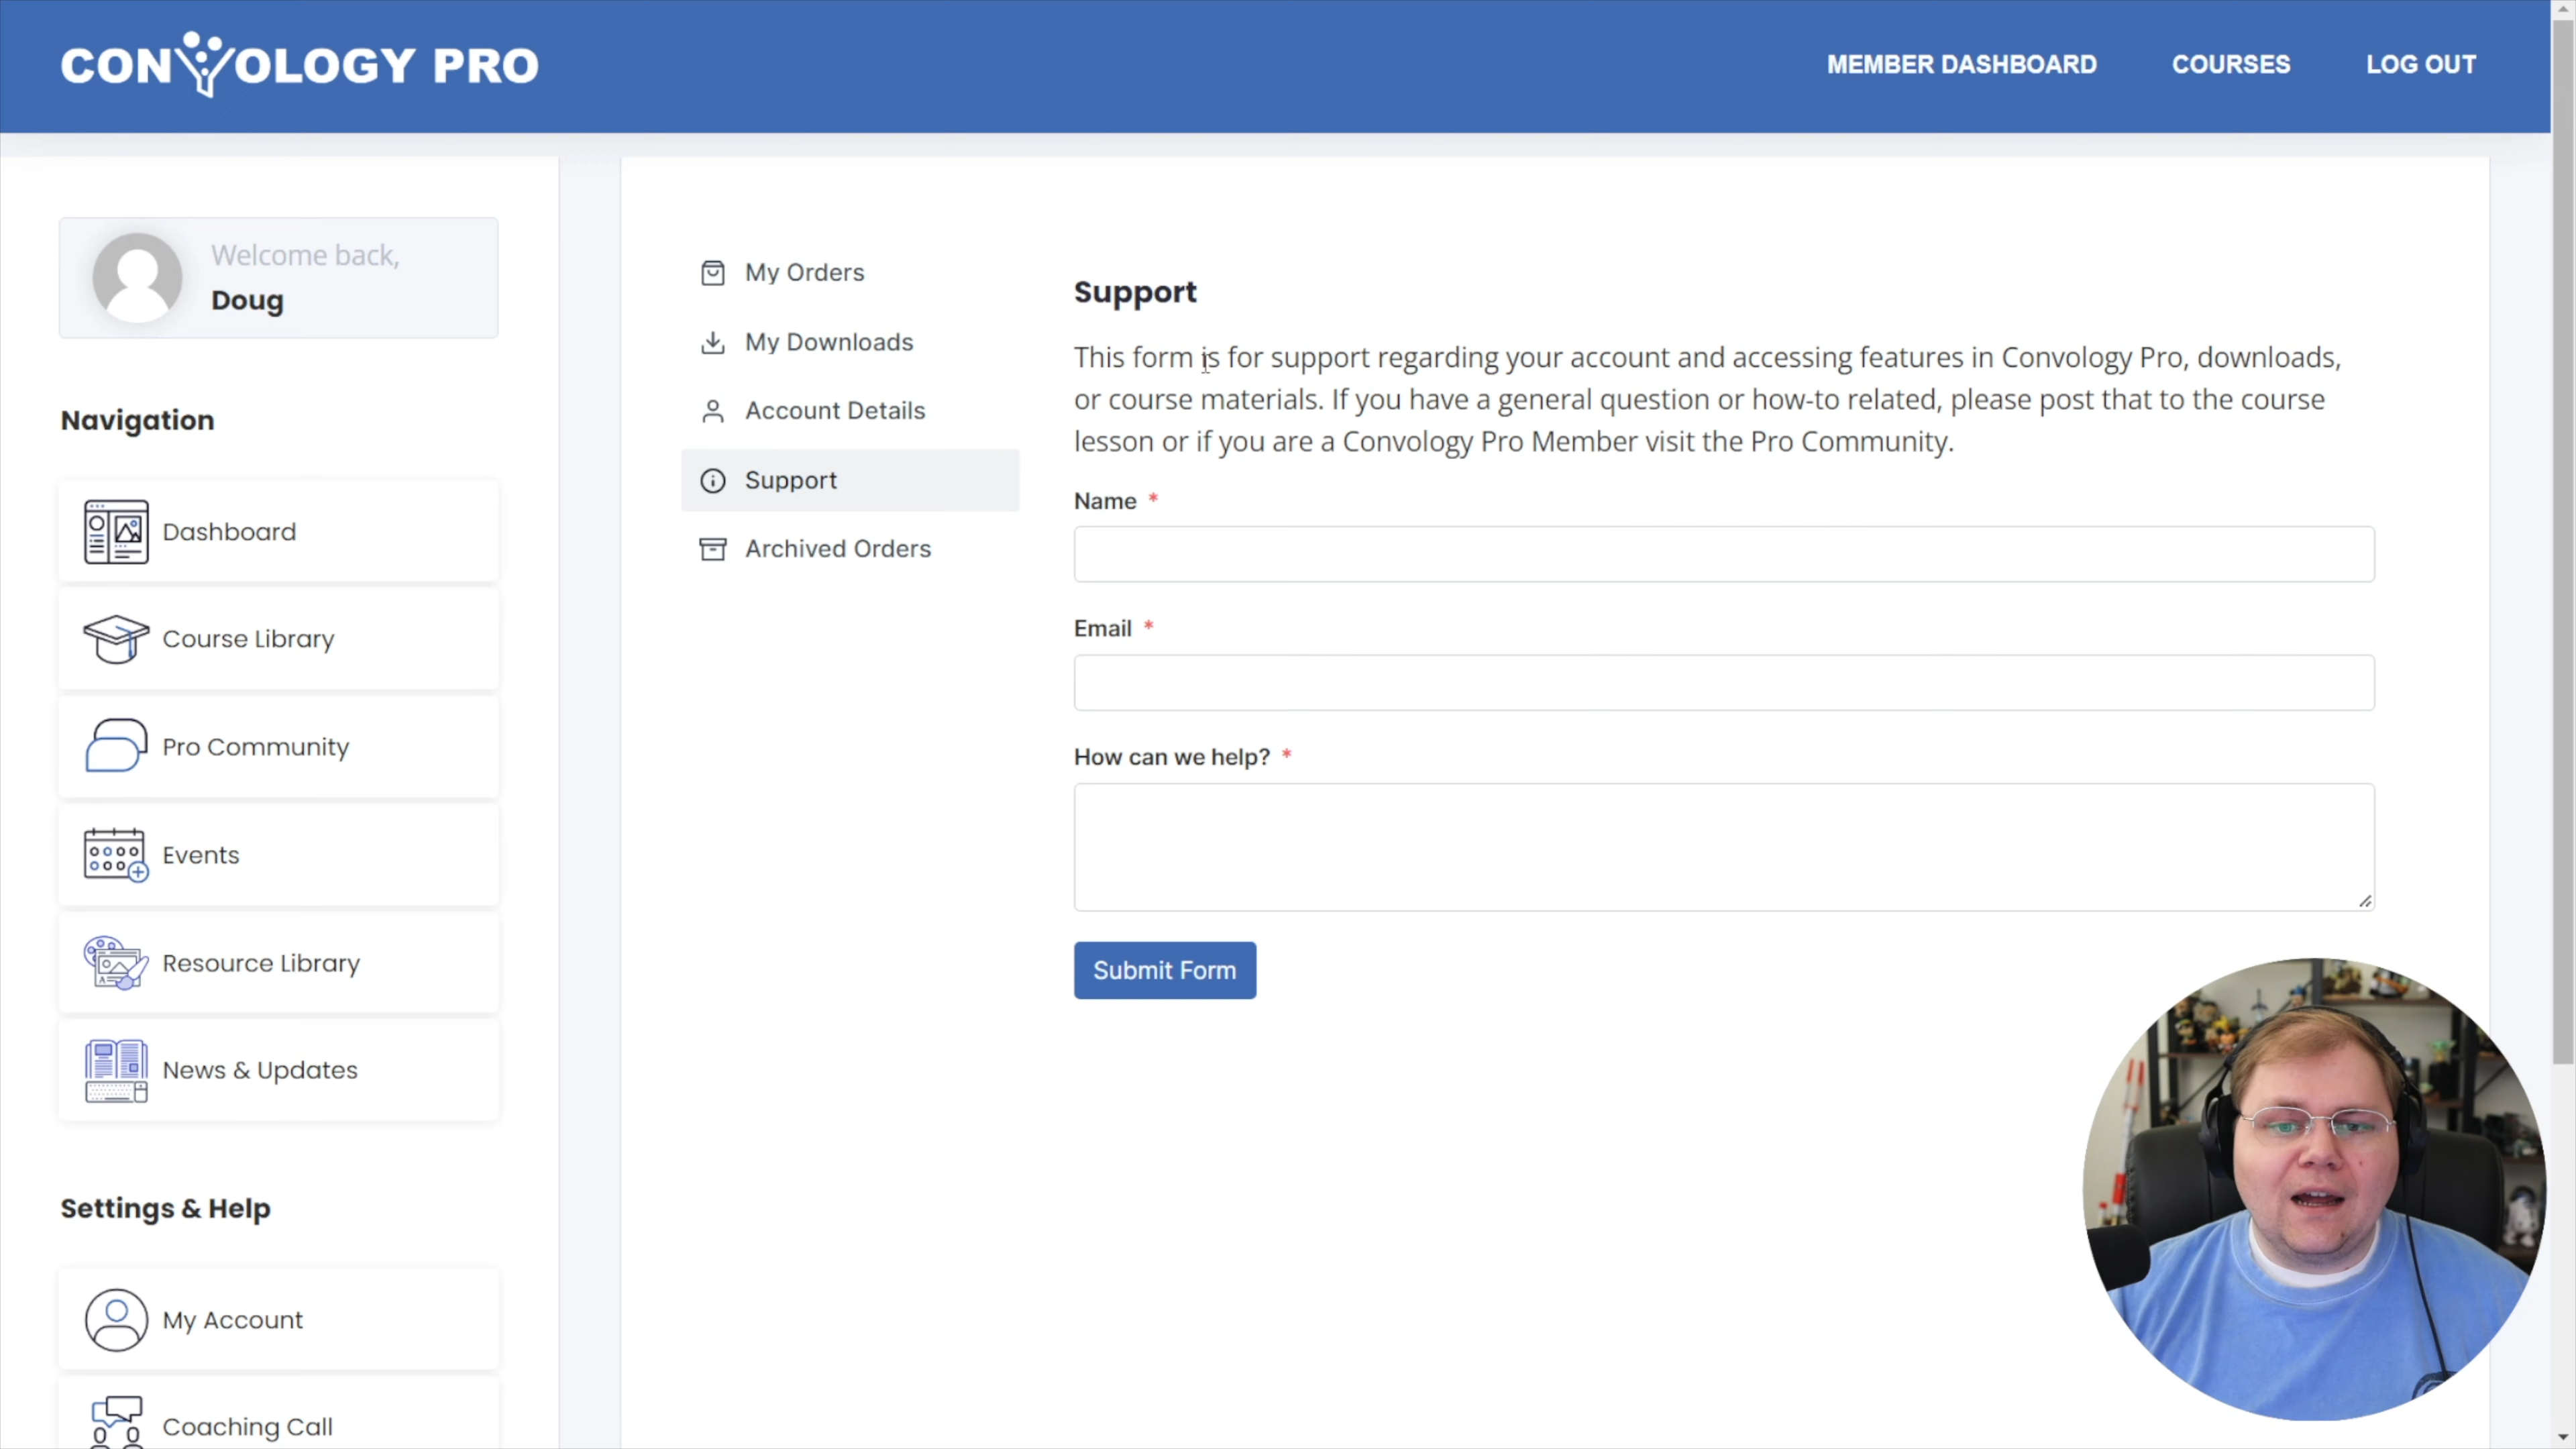 CONVOLOGY PRO
MEMBER DASHBOARD
COURSES
LOG OUT
Welcome back,
Doug
Navigation
Dashboard
Course Library
Pro Community
Events
Resource Library
News & Updates
Settings & Help
My Account
Coaching Call
My Orders
My Downloads
Account Details
Support
Archived Orders
Support
This form is for support regarding your account and accessing features in Convology Pro, downloads,
or course materials. If you have a general question or how-to related, please post that to the course
lesson or if you are a Convology Pro Member visit the Pro Community.
Name *
Email *
How can we help? *
Submit Form